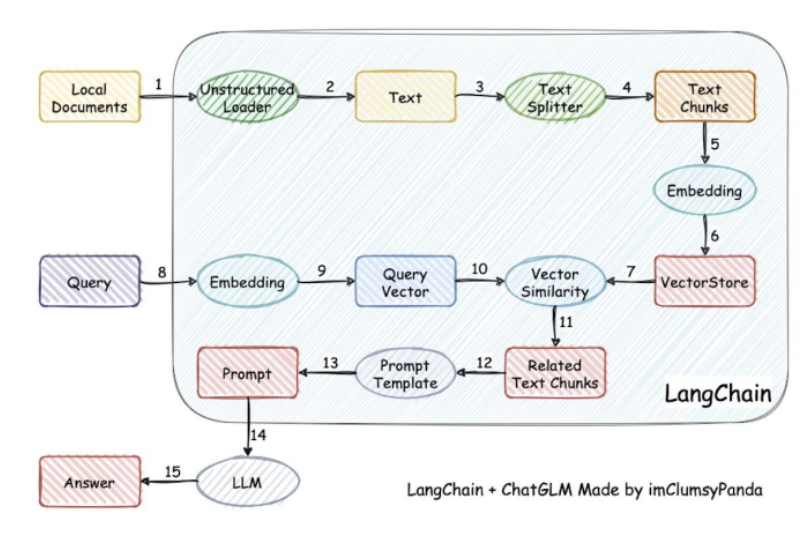 Local
Documents
1
Unstructured
Loader
2
Text
3
Text
Splitter
4
Text
Chunks
5
Embedding
6
Query
8
Embedding
9
Query
Vector
10
Vector
Similarity
7
VectorStore
11
Prompt
13
Prompt
Template
12
Related
Text Chunks
LangChain
14
Answer
15
LLM
LangChain + ChatGLM Made by imClumsyPanda